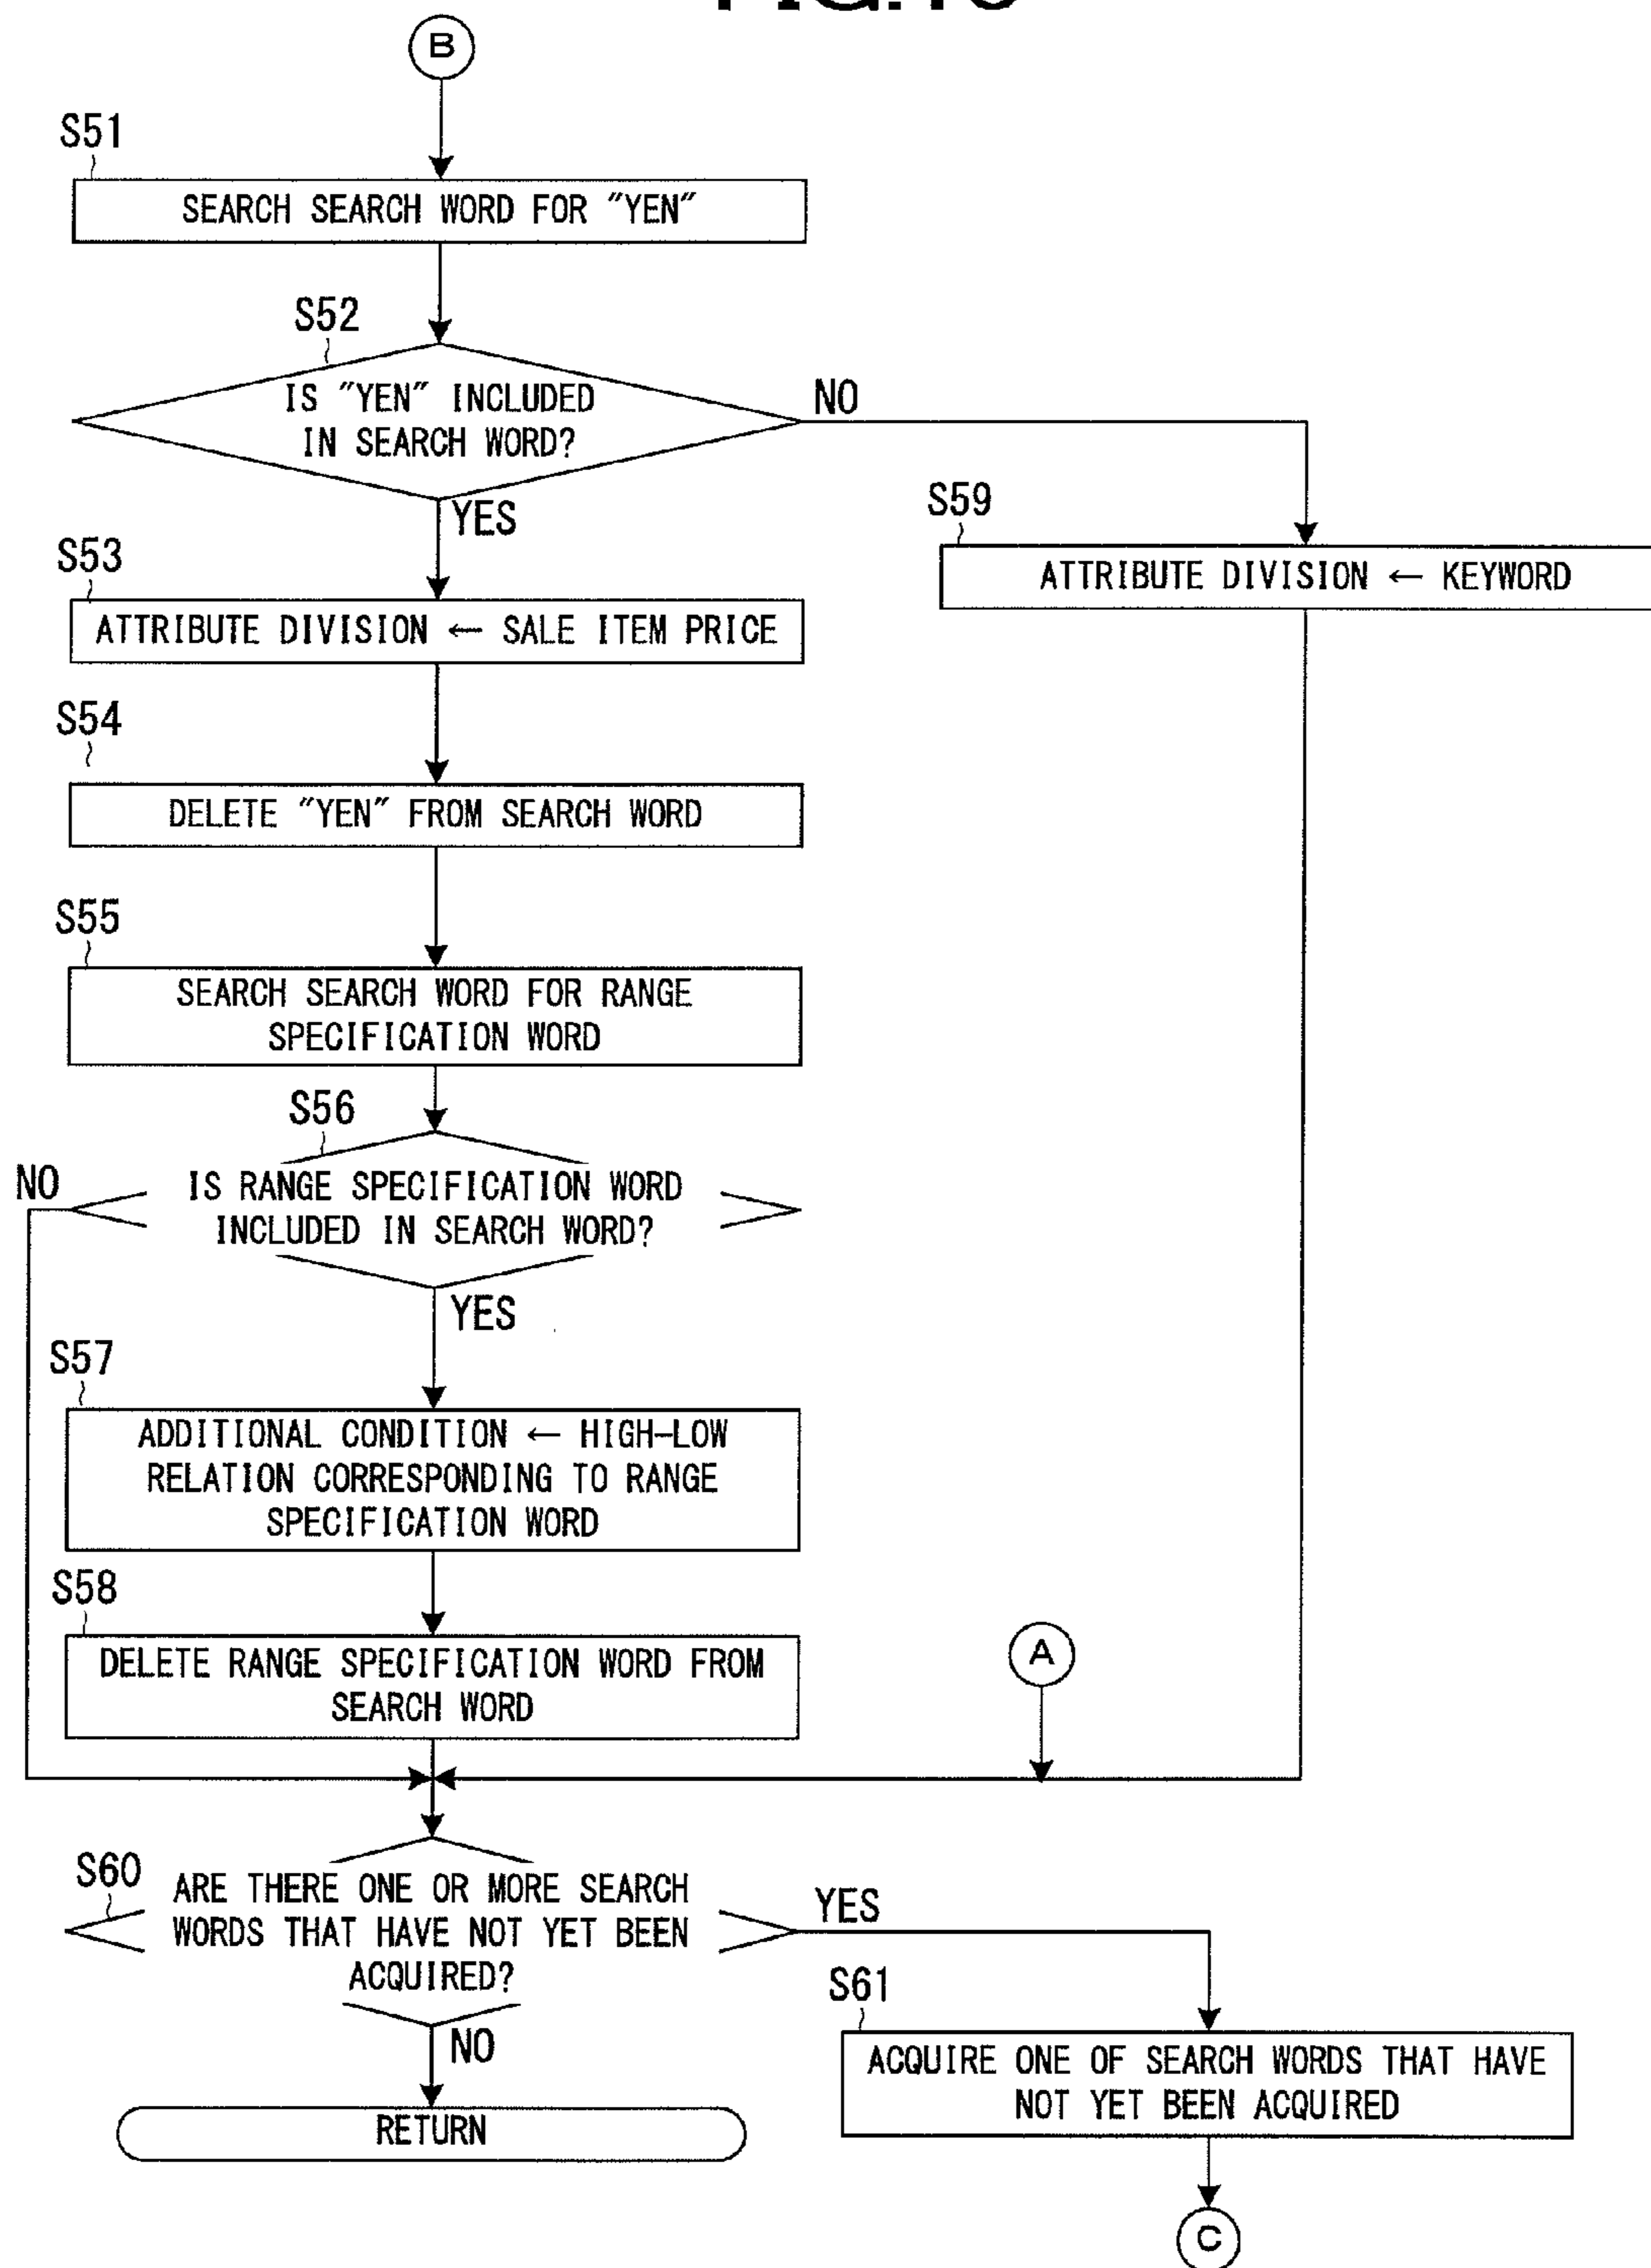 B
S51
SEARCH SEARCH WORD FOR "YEN"
S52
IS "YEN" INCLUDED
IN SEARCH WORD?
NO
YES
S59
ATTRIBUTE DIVISION ← KEYWORD
S53
ATTRIBUTE DIVISION ← SALE ITEM PRICE
S54
DELETE "YEN" FROM SEARCH WORD
S55
SEARCH SEARCH WORD FOR RANGE
SPECIFICATION WORD
S56
NO
IS RANGE SPECIFICATION WORD
INCLUDED IN SEARCH WORD?
YES
S57
ADDITIONAL CONDITION ← HIGH-LOW
RELATION CORRESPONDING TO RANGE
SPECIFICATION WORD
S58
DELETE RANGE SPECIFICATION WORD FROM
SEARCH WORD
A
S60
ARE THERE ONE OR MORE SEARCH
WORDS THAT HAVE NOT YET BEEN
ACQUIRED?
YES
NO
S61
ACQUIRE ONE OF SEARCH WORDS THAT HAVE
NOT YET BEEN ACQUIRED
RETURN
C